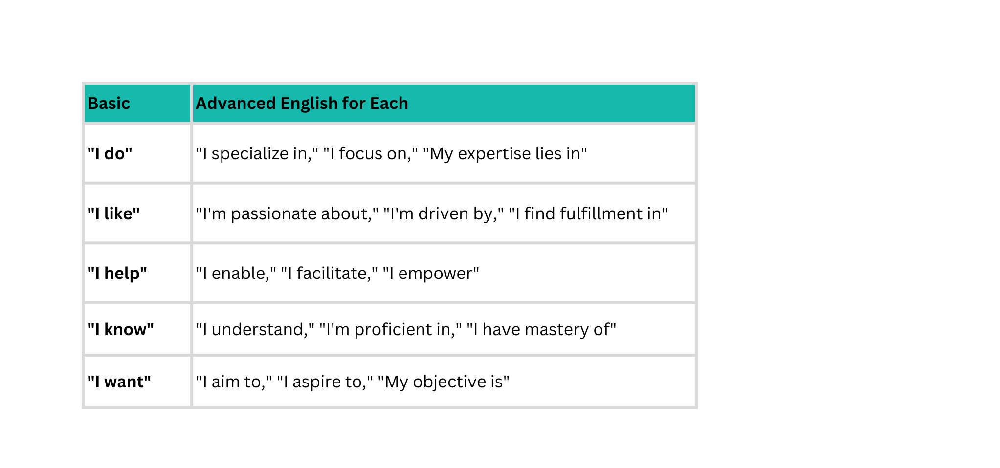 Basic
Advanced English for Each
"I do"
"I specialize in," "I focus on," "My expertise lies in"
"I like"
"I'm passionate about," "I'm driven by," "I find fulfillment in"
"I help"
"I enable," "I facilitate," "I empower"
"I know"
"I understand," "I'm proficient in," "I have mastery of"
"I want"
"I aim to," "I aspire to," "My objective is"